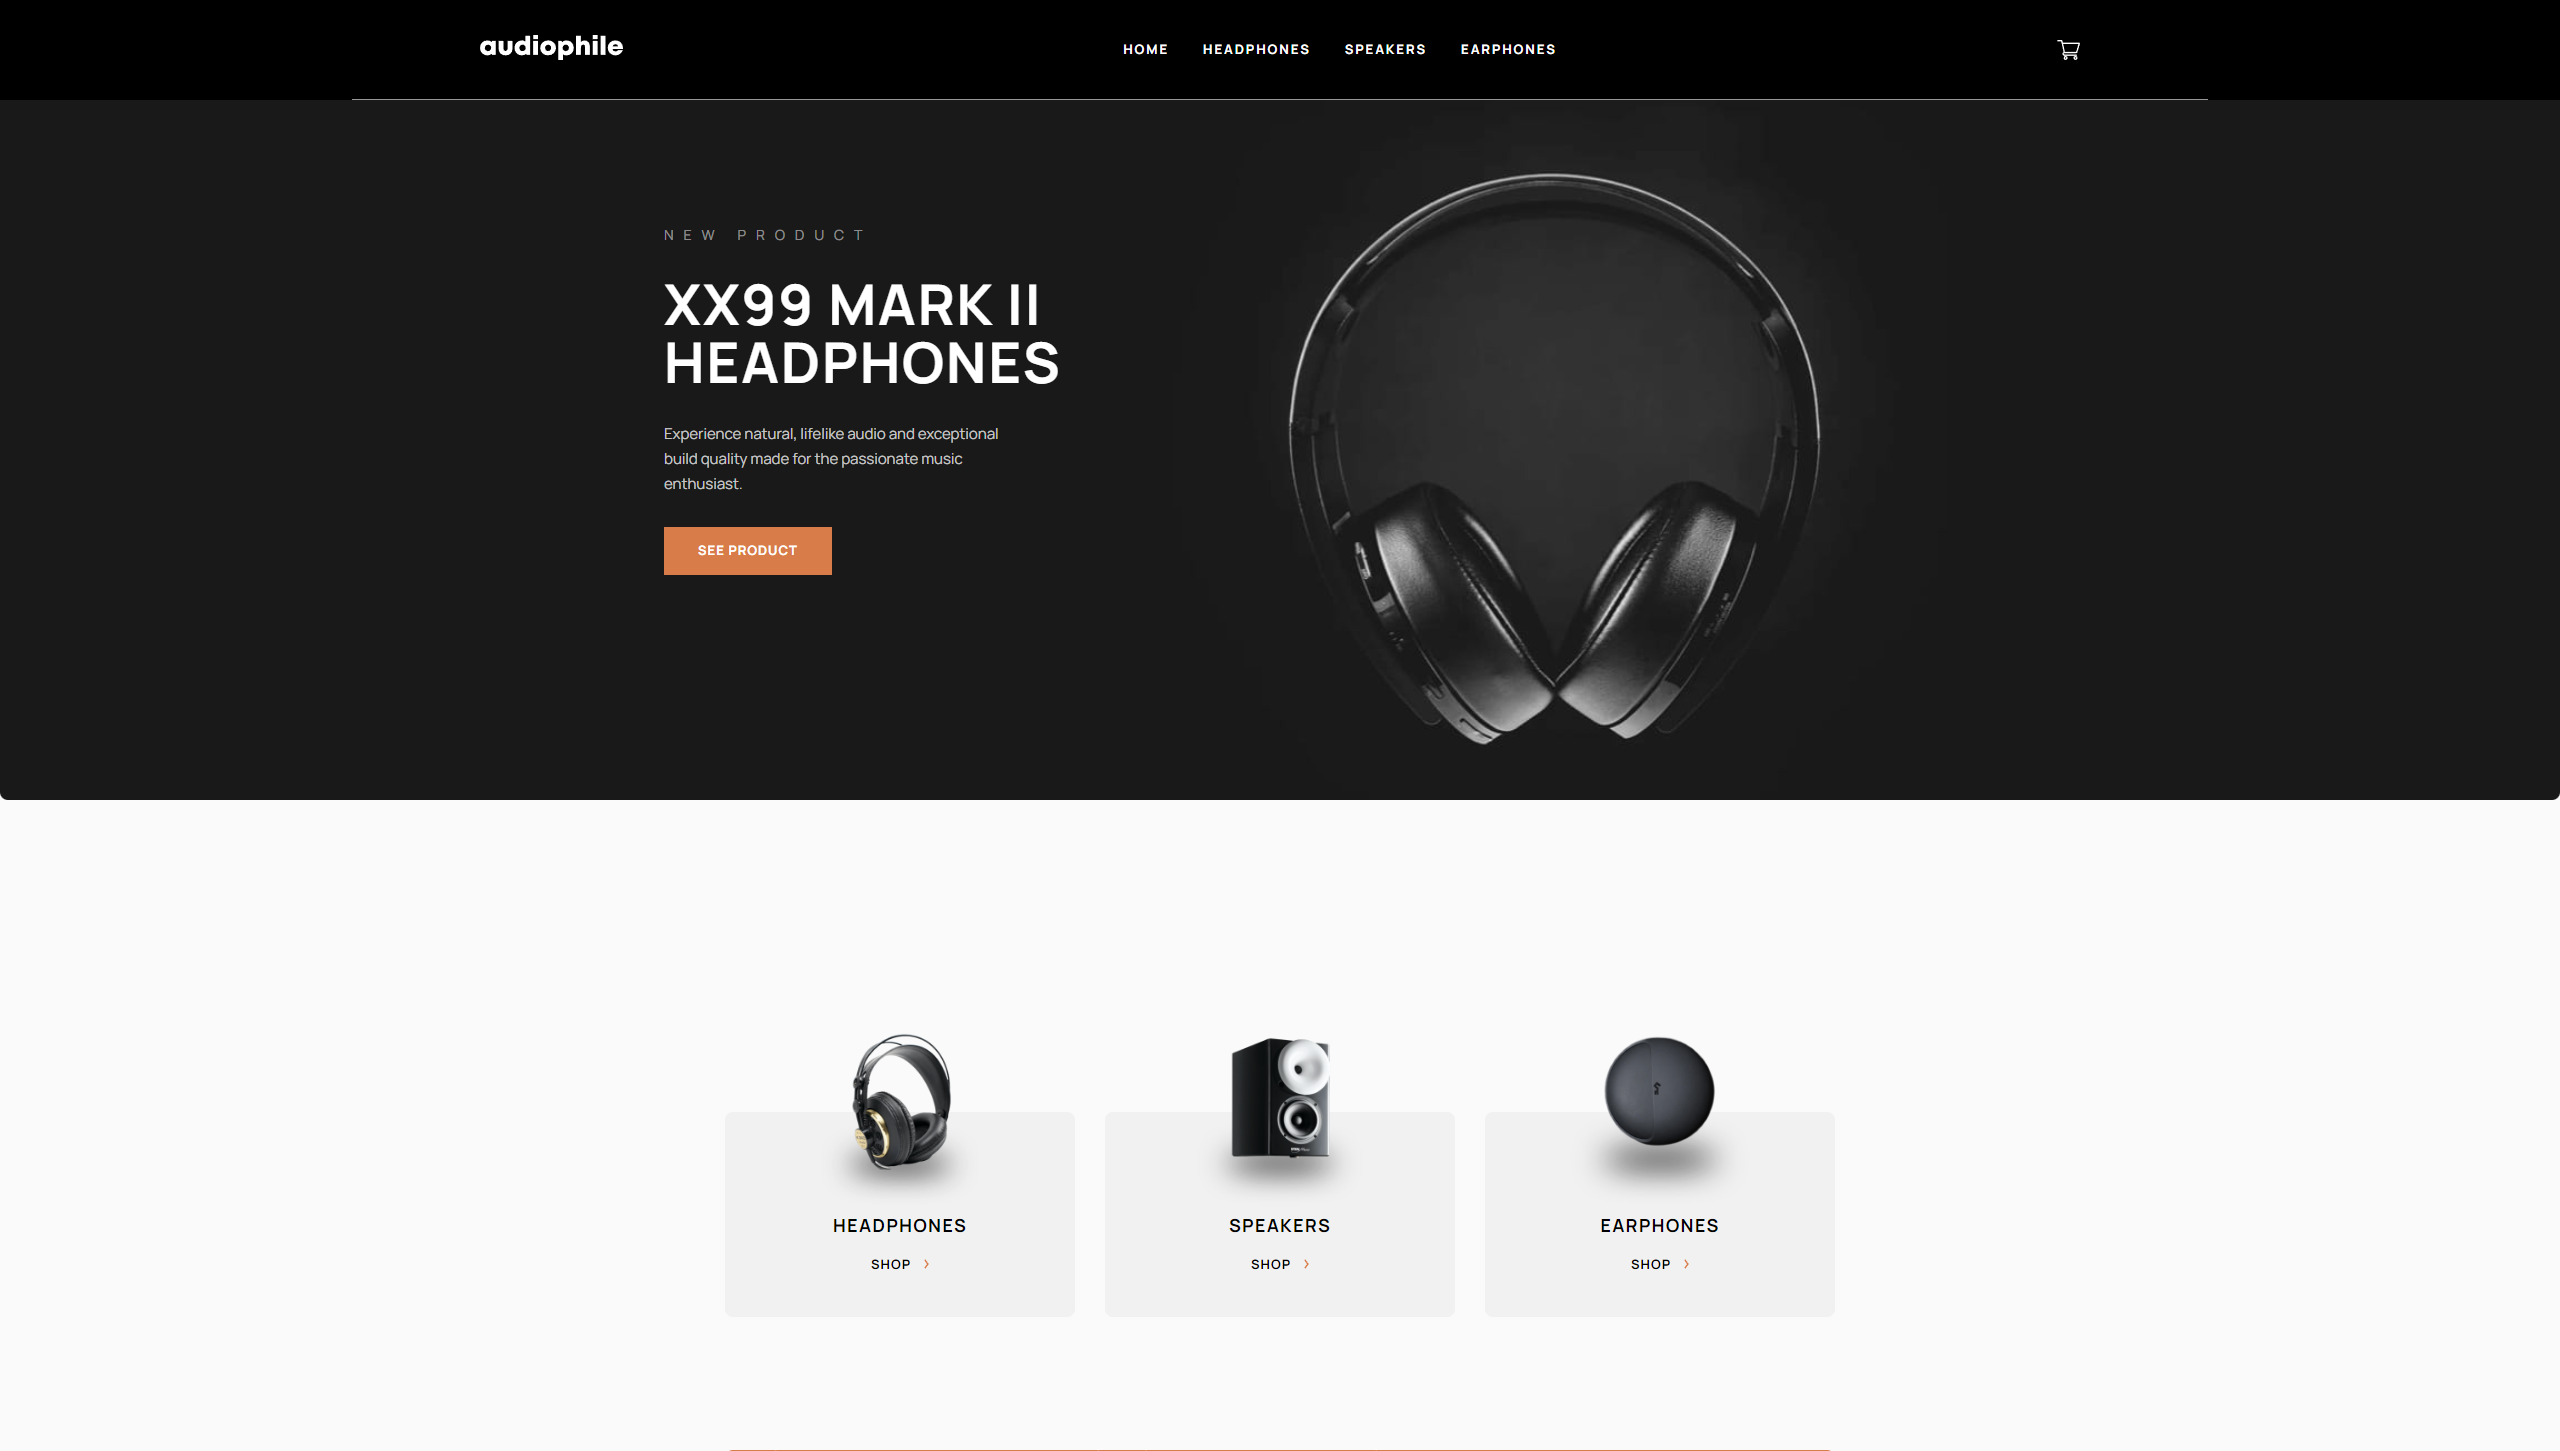 audiophile
HOME HEADPHONES SPEAKERS EARPHONES
NEW PRODUCT
XX99 MARK II
HEADPHONES
Experience natural, lifelike audio and exceptional
build quality made for the passionate music
enthusiast.
SEE PRODUCT
HEADPHONES
SHOP
SPEAKERS
SHOP
EARPHONES
SHOP